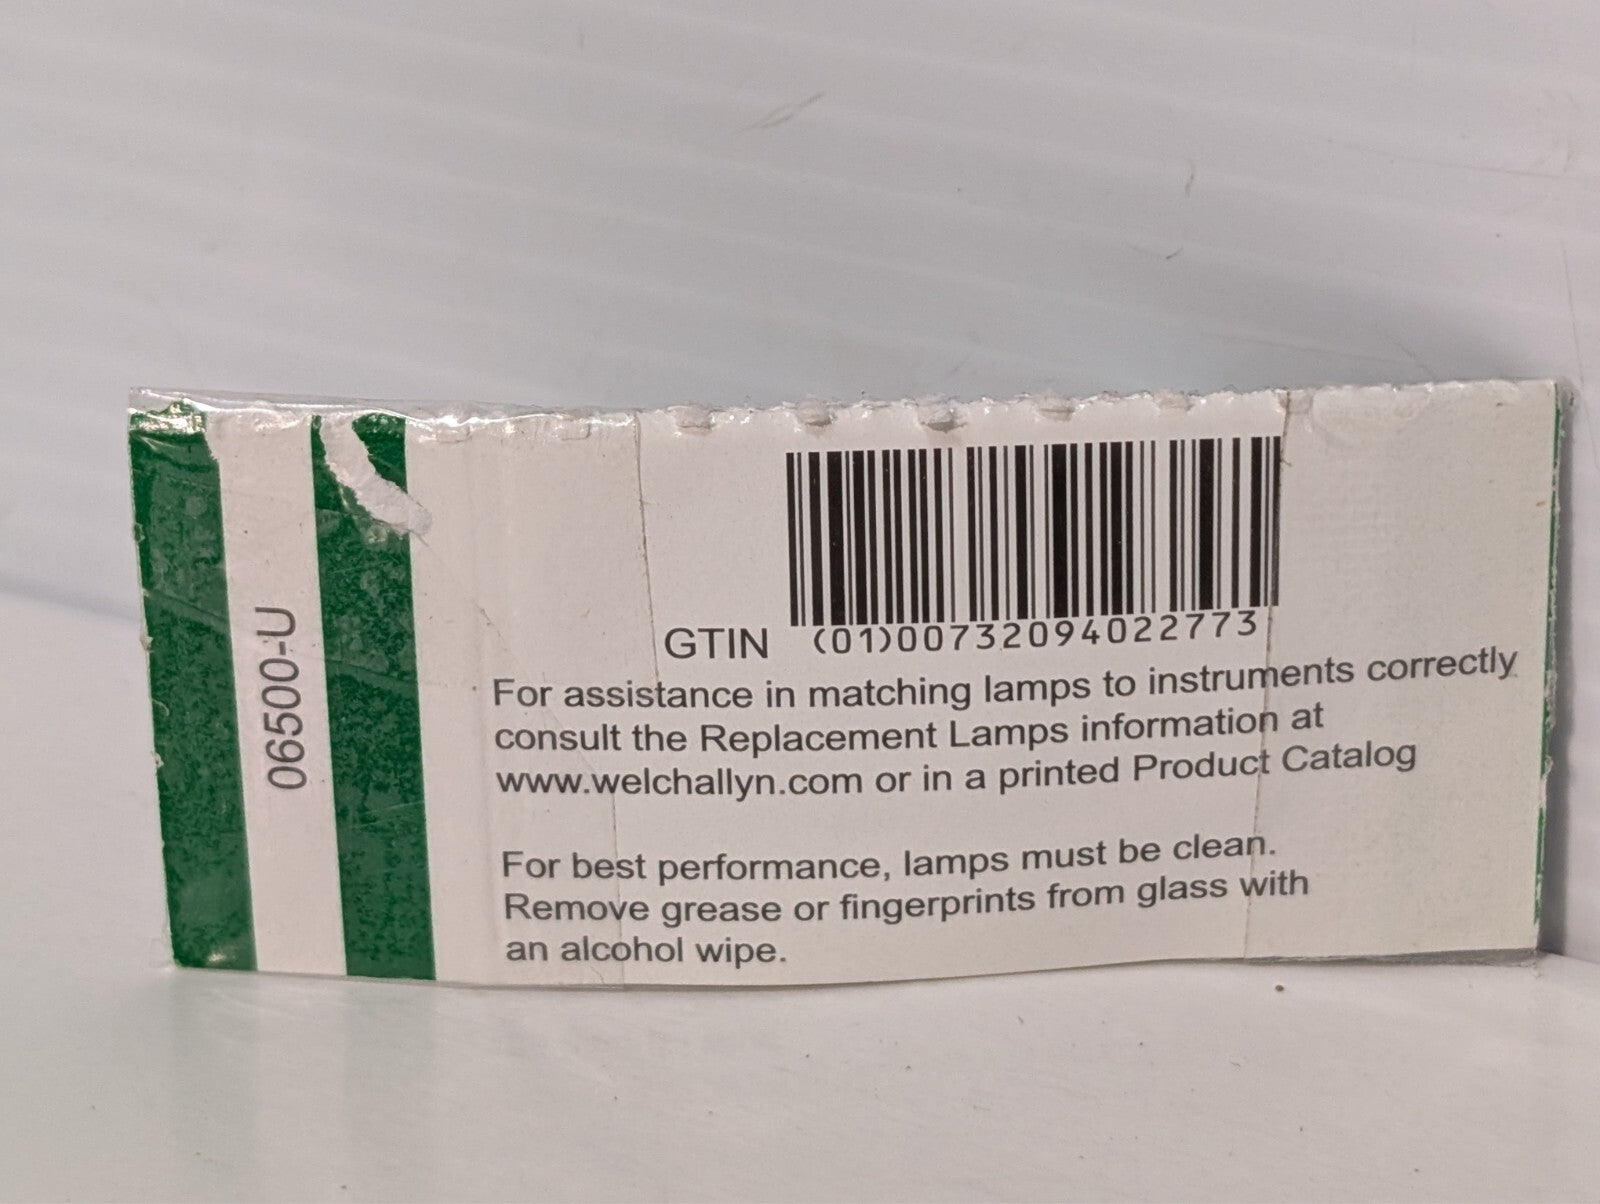 06500-U
GTIN (01)00732094022773
For assistance in matching lamps to instruments correctly
consult the Replacement Lamps information at
www.welchallyn.com or in a printed Product Catalog
For best performance, lamps must be clean.
Remove grease or fingerprints from glass with
an alcohol wipe.